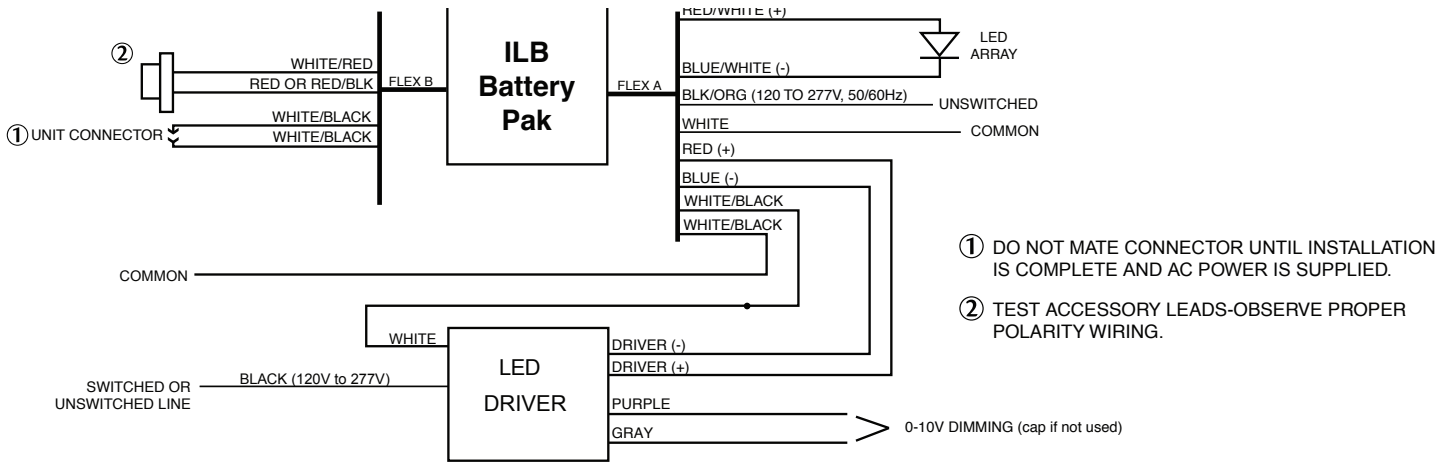 RED/WHITE (+)
②
WHITE/RED
RED OR RED/BLK
FLEX B
ILB
Battery
Pak
FLEX A
LED
ARRAY
BLUE/WHITE (-)
BLK/ORG (120 TO 277V, 50/60Hz)
UNSWITCHED
WHITE/BLACK
① UNIT CONNECTOR
WHITE/BLACK
WHITE
COMMON
RED (+)
BLUE (-)
WHITE/BLACK
WHITE/BLACK
COMMON
① DO NOT MATE CONNECTOR UNTIL INSTALLATION
IS COMPLETE AND AC POWER IS SUPPLIED.
② TEST ACCESSORY LEADS-OBSERVE PROPER
POLARITY WIRING.
WHITE
LED
DRIVER
DRIVER (-)
DRIVER (+)
BLACK (120V to 277V)
SWITCHED OR
UNSWITCHED LINE
PURPLE
GRAY
0-10V DIMMING (cap if not used)